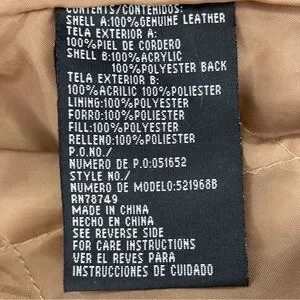 CONTENTS/CONTENIDOS:
SHELL A:100%GENUINE LEATHER
TELA EXTERIOR A:
100%PIEL DE CORDERO
SHELL B:100%ACRYLIC
100%POLYESTER BACK
TELA EXTERIOR B:
100%ACRILIC 100%POLIESTER
LINING:100%POLYESTER
FORRO:100%POLIESTER
FILL:100%POLYESTER
RELLENO:100%POLIESTER
P.O.NO./
NUMERO DE P.O:051652
STYLE NO./
NUMERO DE MODELO:521968B
RN78749
MADE IN CHINA
HECHO EN CHINA
SEE REVERSE SIDE
FOR CARE INSTRUCTIONS
VER EL REVES PARA
INSTRUCCIONES DE CUIDADO